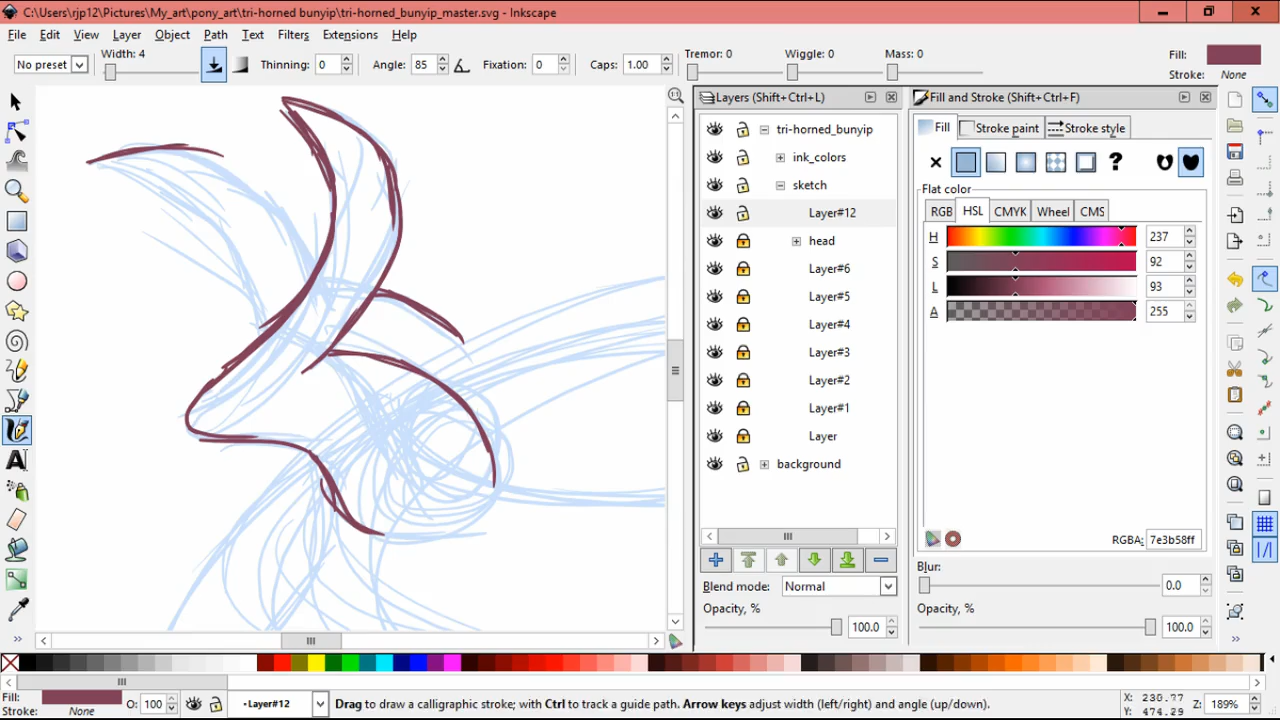 C:\Users\rjp12\Pictures\My_art\pony_art\tri-horned bunyip\tri-horned_bunyip_master.svg - Inkscape
File Edit View Layer Object Path Text Filters Extensions Help
No preset Width: 4 Thinning: 0 Angle: 85 Fixation: 0 Caps: 1.00 Tremor: 0 Wiggle: 0 Mass: 0 Fill:
Stroke: None
Layers (Shift+Ctrl+L)
tri-horned_bunyip
ink_colors
sketch
Layer#12
head
Layer#6
Layer#5
Layer#4
Layer#3
Layer#2
Layer#1
Layer
background
Blend mode: Normal
Opacity, % 100.0
Fill and Stroke (Shift+Ctrl+F)
Fill Stroke paint Stroke style
?
Flat color
RGB HSL CMYK Wheel CMS
H 237
S 92
L 93
A 255
RGBA: 7e3b58ff
Blur:
0.0
Opacity, %
100.0
Fill:
Stroke: None
O: 100
•Layer#12
Drag to draw a calligraphic stroke; with Ctrl to track a guide path. Arrow keys adjust width (left/right) and angle (up/down).
X: 230.77
Y: 474.29
Z: 189%